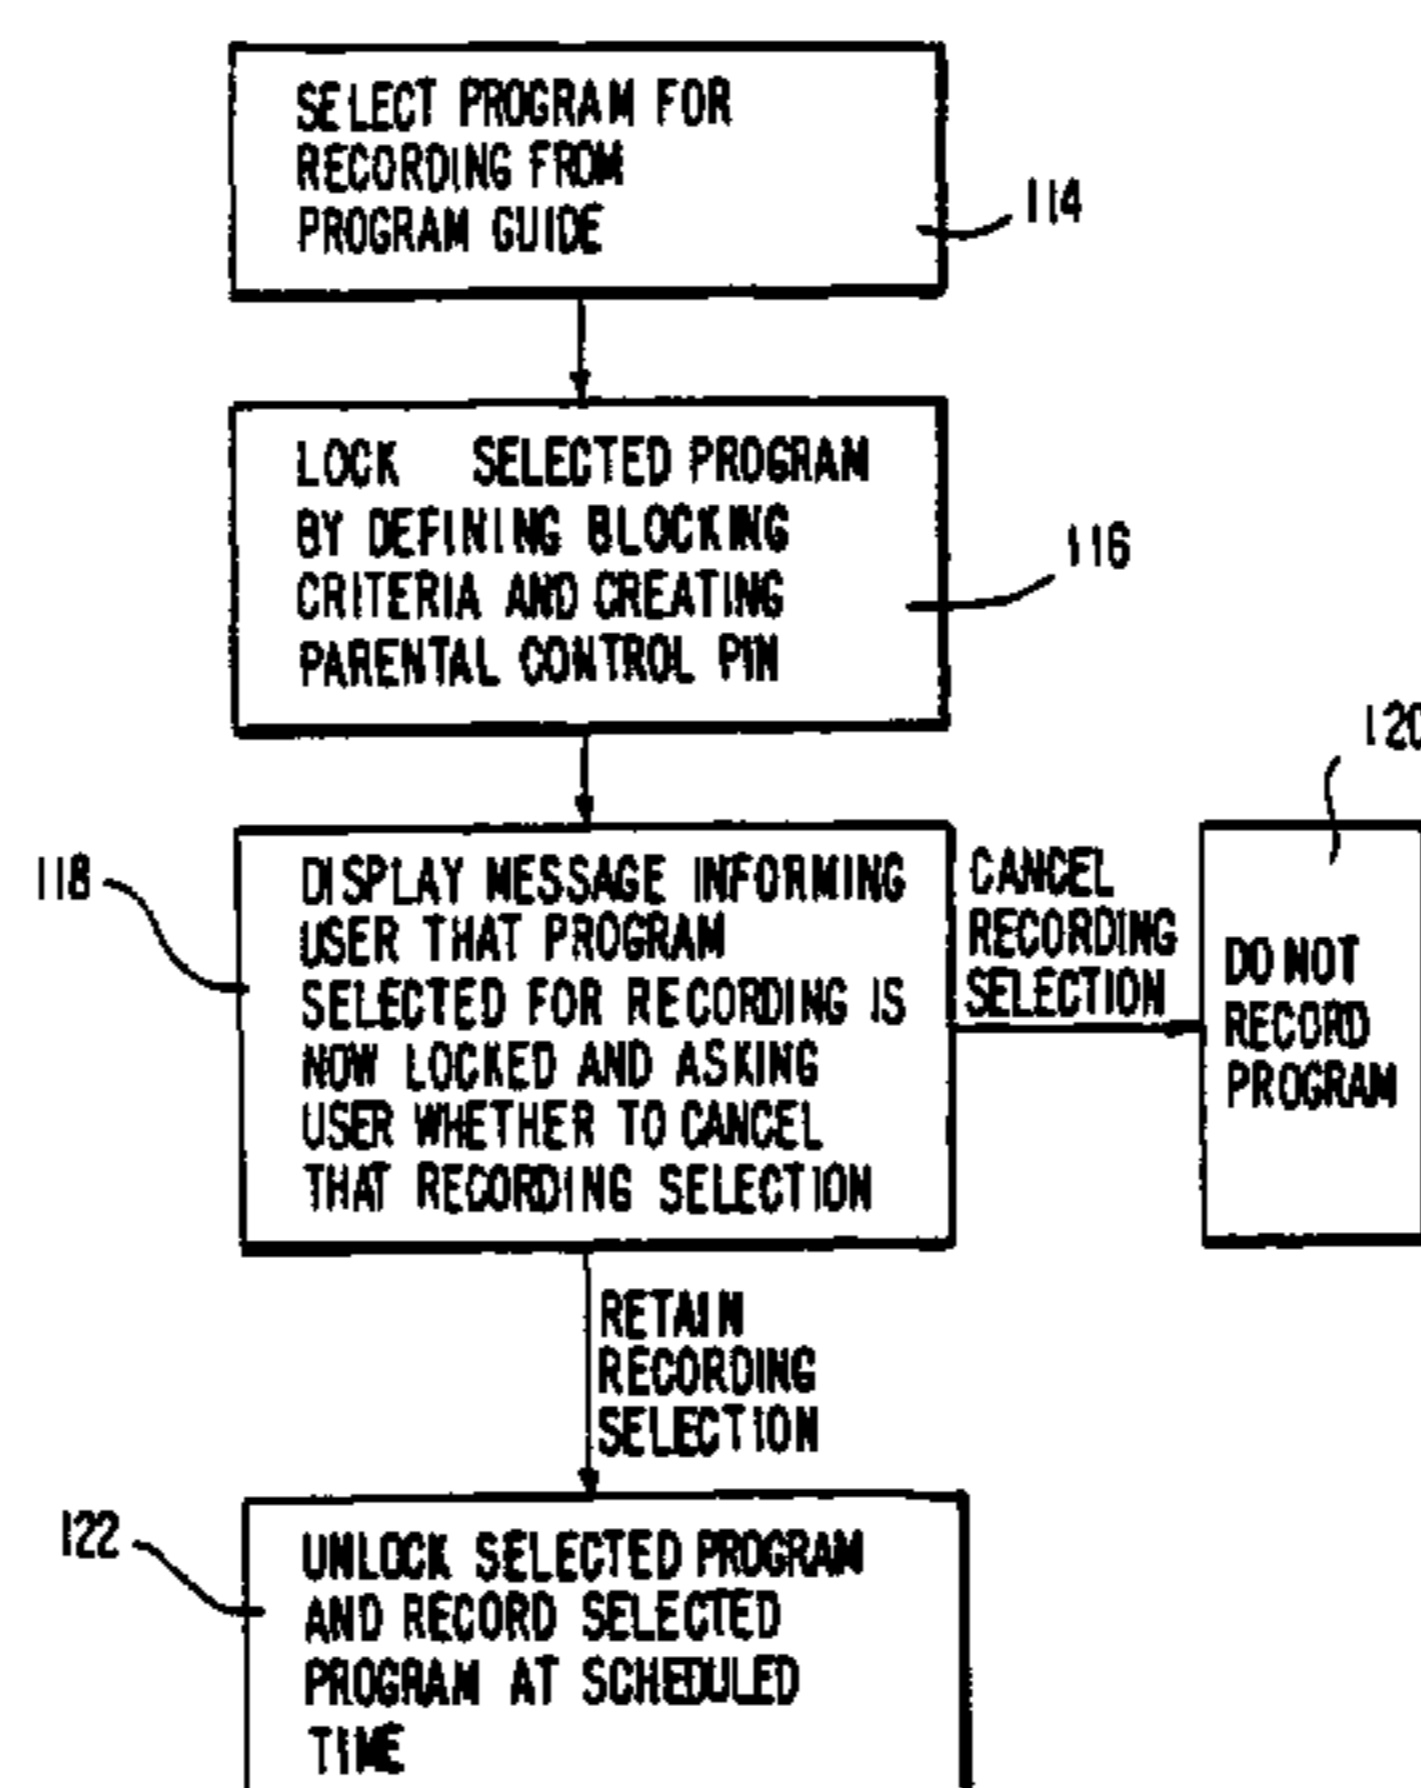 SELECT PROGRAM FOR
RECORDING FROM
PROGRAM GUIDE
114
LOCK SELECTED PROGRAM
BY DEFINING BLOCKING
CRITERIA AND CREATING
PARENTAL CONTROL PIN
116
120
118
DISPLAY MESSAGE INFORMING
USER THAT PROGRAM
SELECTED FOR RECORDING IS
NOW LOCKED AND ASKING
USER WHETHER TO CANCEL
THAT RECORDING SELECTION
CANCEL
RECORDING
SELECTION
DO NOT
RECORD
PROGRAM
RETAIN
RECORDING
SELECTION
122
UNLOCK SELECTED PROGRAM
AND RECORD SELECTED
PROGRAM AT SCHEDULED
TIME